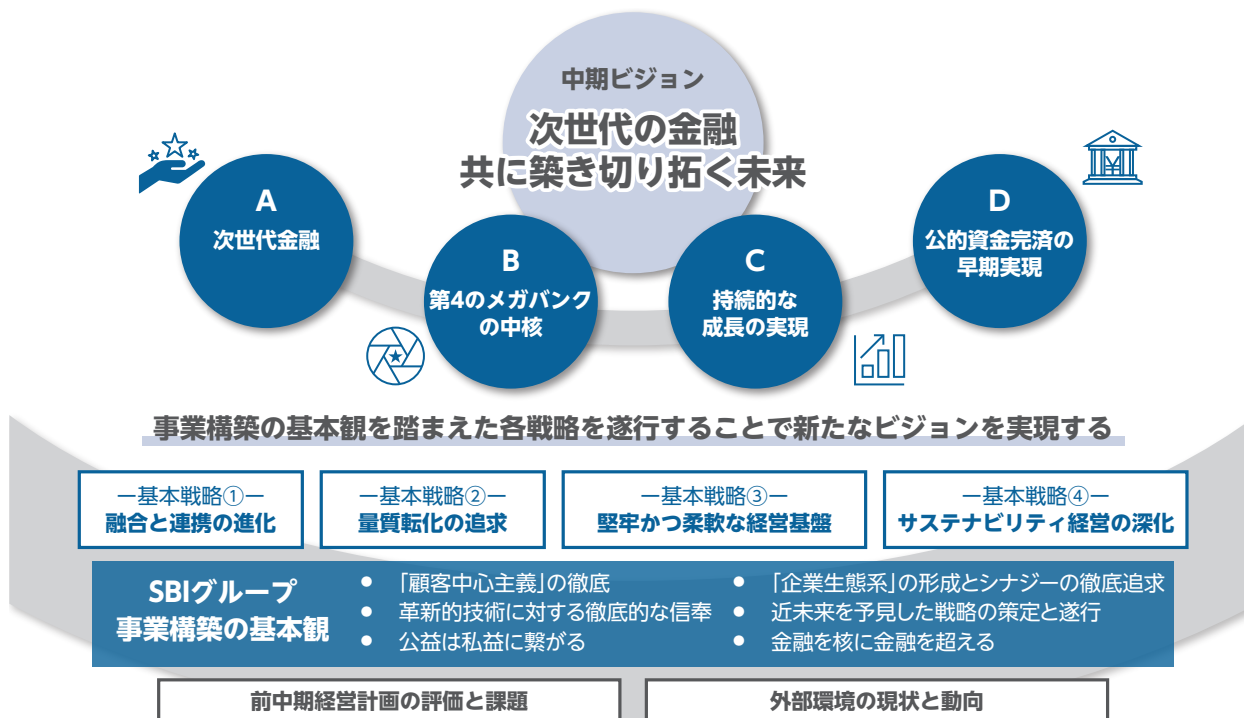 中期ビジョン
次世代の金融
共に築き切り拓く未来
A
次世代金融
B
第4のメガバンク
の中核
C
持続的な
成長の実現
D
公的資金完済の
早期実現
事業構築の基本観を踏まえた各戦略を遂行することで新たなビジョンを実現する
ー基本戦略①ー
融合と連携の進化
ー基本戦略②ー
量質転化の追求
ー基本戦略③ー
堅牢かつ柔軟な経営基盤
ー基本戦略④ー
サステナビリティ経営の深化
SBIグループ
事業構築の基本観
● 「顧客中心主義」の徹底
● 革新的技術に対する徹底的な信奉
● 公益は私益に繋がる
● 「企業生態系」の形成とシナジーの徹底追求
● 近未来を予見した戦略の策定と遂行
● 金融を核に金融を超える
前中期経営計画の評価と課題
外部環境の現状と動向